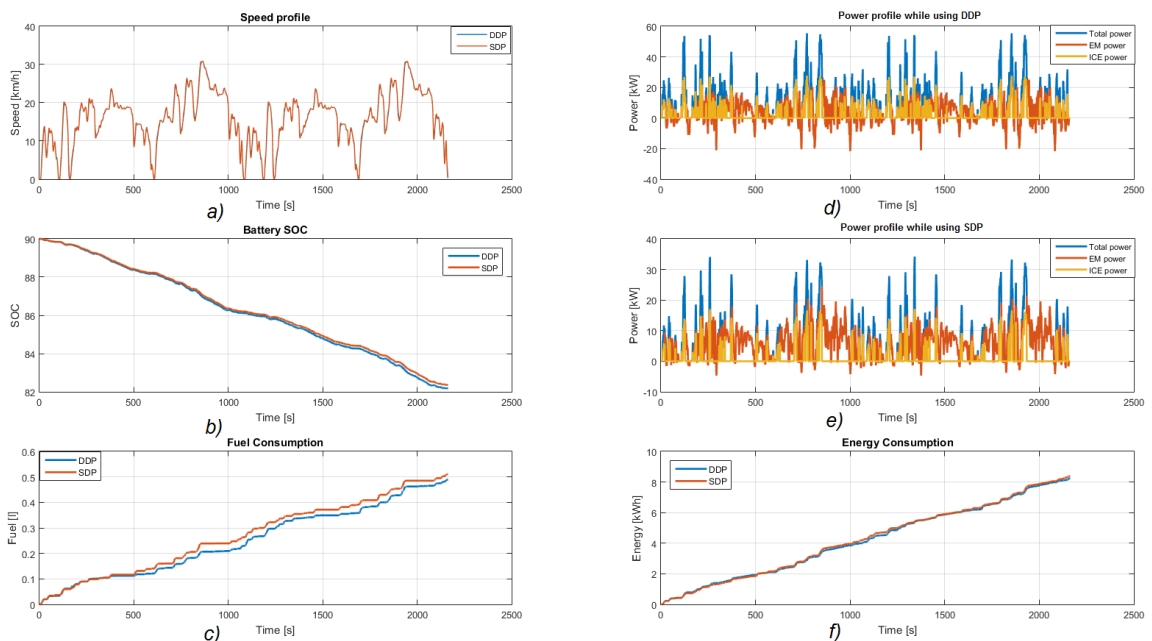 Speed profile
40
30
20
10
0
Speed [km/h]
DDP
SDP
0 500 1000 1500 2000 2500
Time [s]
a)
Battery SOC
90
88
86
84
82
SOC
DDP
SDP
0 500 1000 1500 2000 2500
Time [s]
b)
Fuel Consumption
0.6
0.5
0.4
0.3
0.2
0.1
0
Fuel [l]
DDP
SDP
0 500 1000 1500 2000 2500
Time [s]
c)
Power profile while using DDP
60
40
20
0
-20
-40
Power [kW]
Total power
EM power
ICE power
0 500 1000 1500 2000 2500
Time [s]
d)
Power profile while using SDP
40
30
20
10
0
-10
Power [kW]
Total power
EM power
ICE power
0 500 1000 1500 2000 2500
Time [s]
e)
Energy Consumption
10
8
6
4
2
0
Energy [kWh]
DDP
SDP
0 500 1000 1500 2000 2500
Time [s]
f)